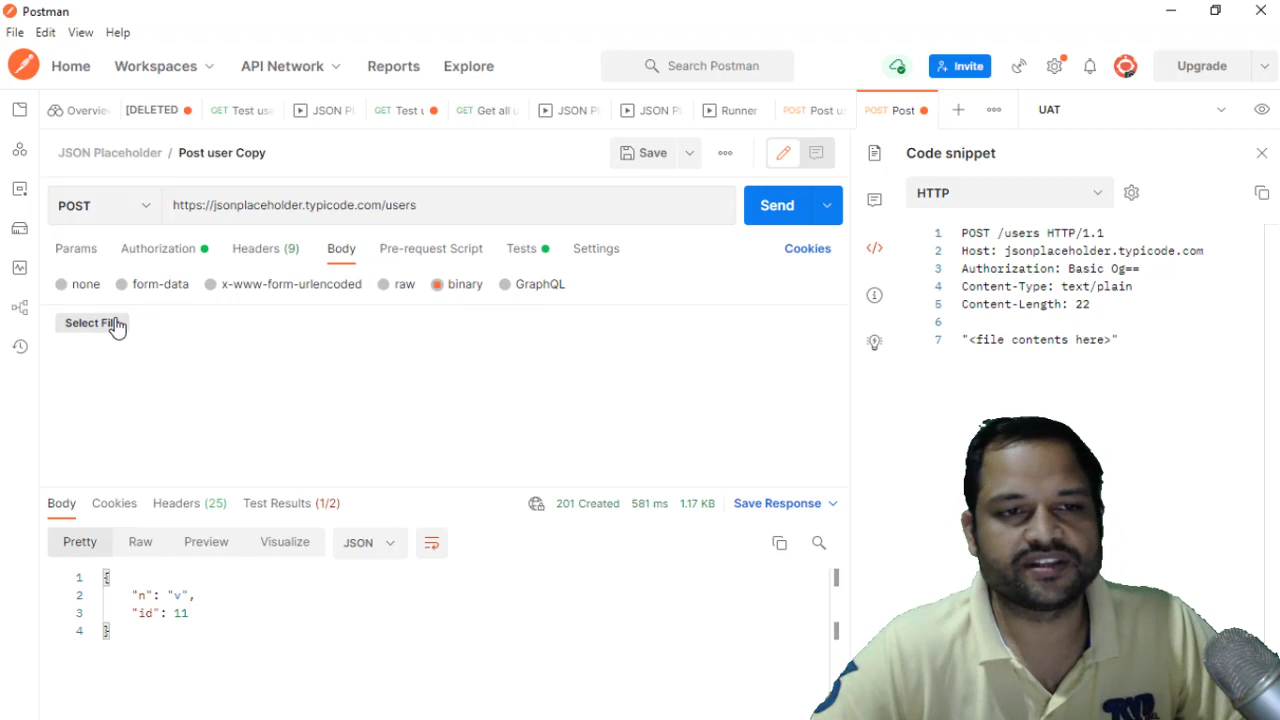 Postman
File Edit View Help
Home Workspaces API Network Reports Explore Search Postman Invite Upgrade
Overvie [DELETED GET Test use JSON Pl GET Test u GET Get all u JSON Pl JSON Pl Runner POST Post us POST Post UAT
JSON Placeholder / Post user Copy Save
Code snippet
POST https://jsonplaceholder.typicode.com/users Send
HTTP
Params Authorization Headers (9) Body Pre-request Script Tests Settings Cookies
none form-data x-www-form-urlencoded raw binary GraphQL
Select
1 POST /users HTTP/1.1
2 Host: jsonplaceholder.typicode.com
3 Authorization: Basic Og==
4 Content-Type: text/plain
5 Content-Length: 22
6
7 "<file contents here>"
Body Cookies Headers (25) Test Results (1/2) 201 Created 581 ms 1.17 KB Save Response
Pretty Raw Preview Visualize JSON
1 {
2 "n": "v",
3 "id": 11
4 }